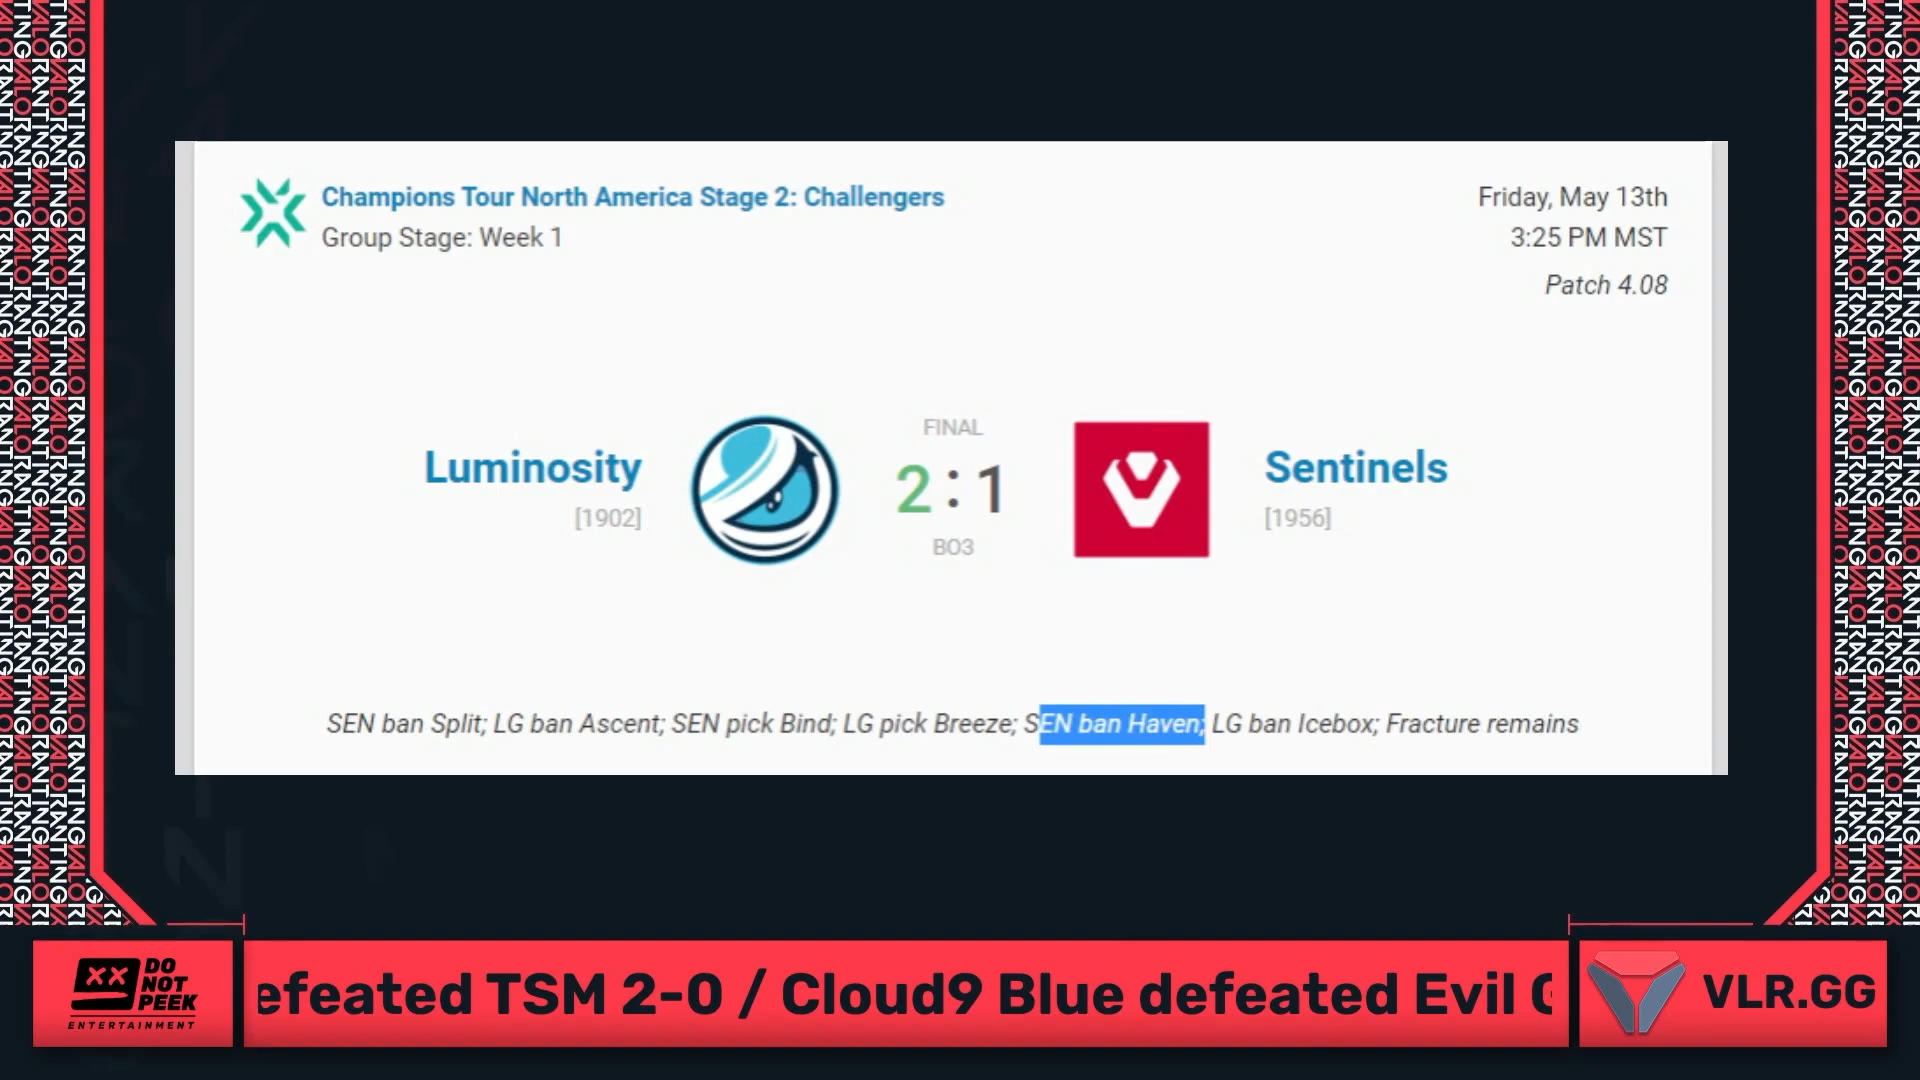 Champions Tour North America Stage 2: Challengers
Group Stage: Week 1
Friday, May 13th
3:25 PM MST
Patch 4.08
FINAL
Luminosity
2 : 1
Sentinels
[1902]
[1956]
BO3
SEN ban Split; LG ban Ascent; SEN pick Bind; LG pick Breeze; SEN ban Haven; LG ban Icebox; Fracture remains
DO
NOT
PEEK
ENTERTAINMENT
efeated TSM 2-0 / Cloud9 Blue defeated Evil
VLR.GG
VALORANTING